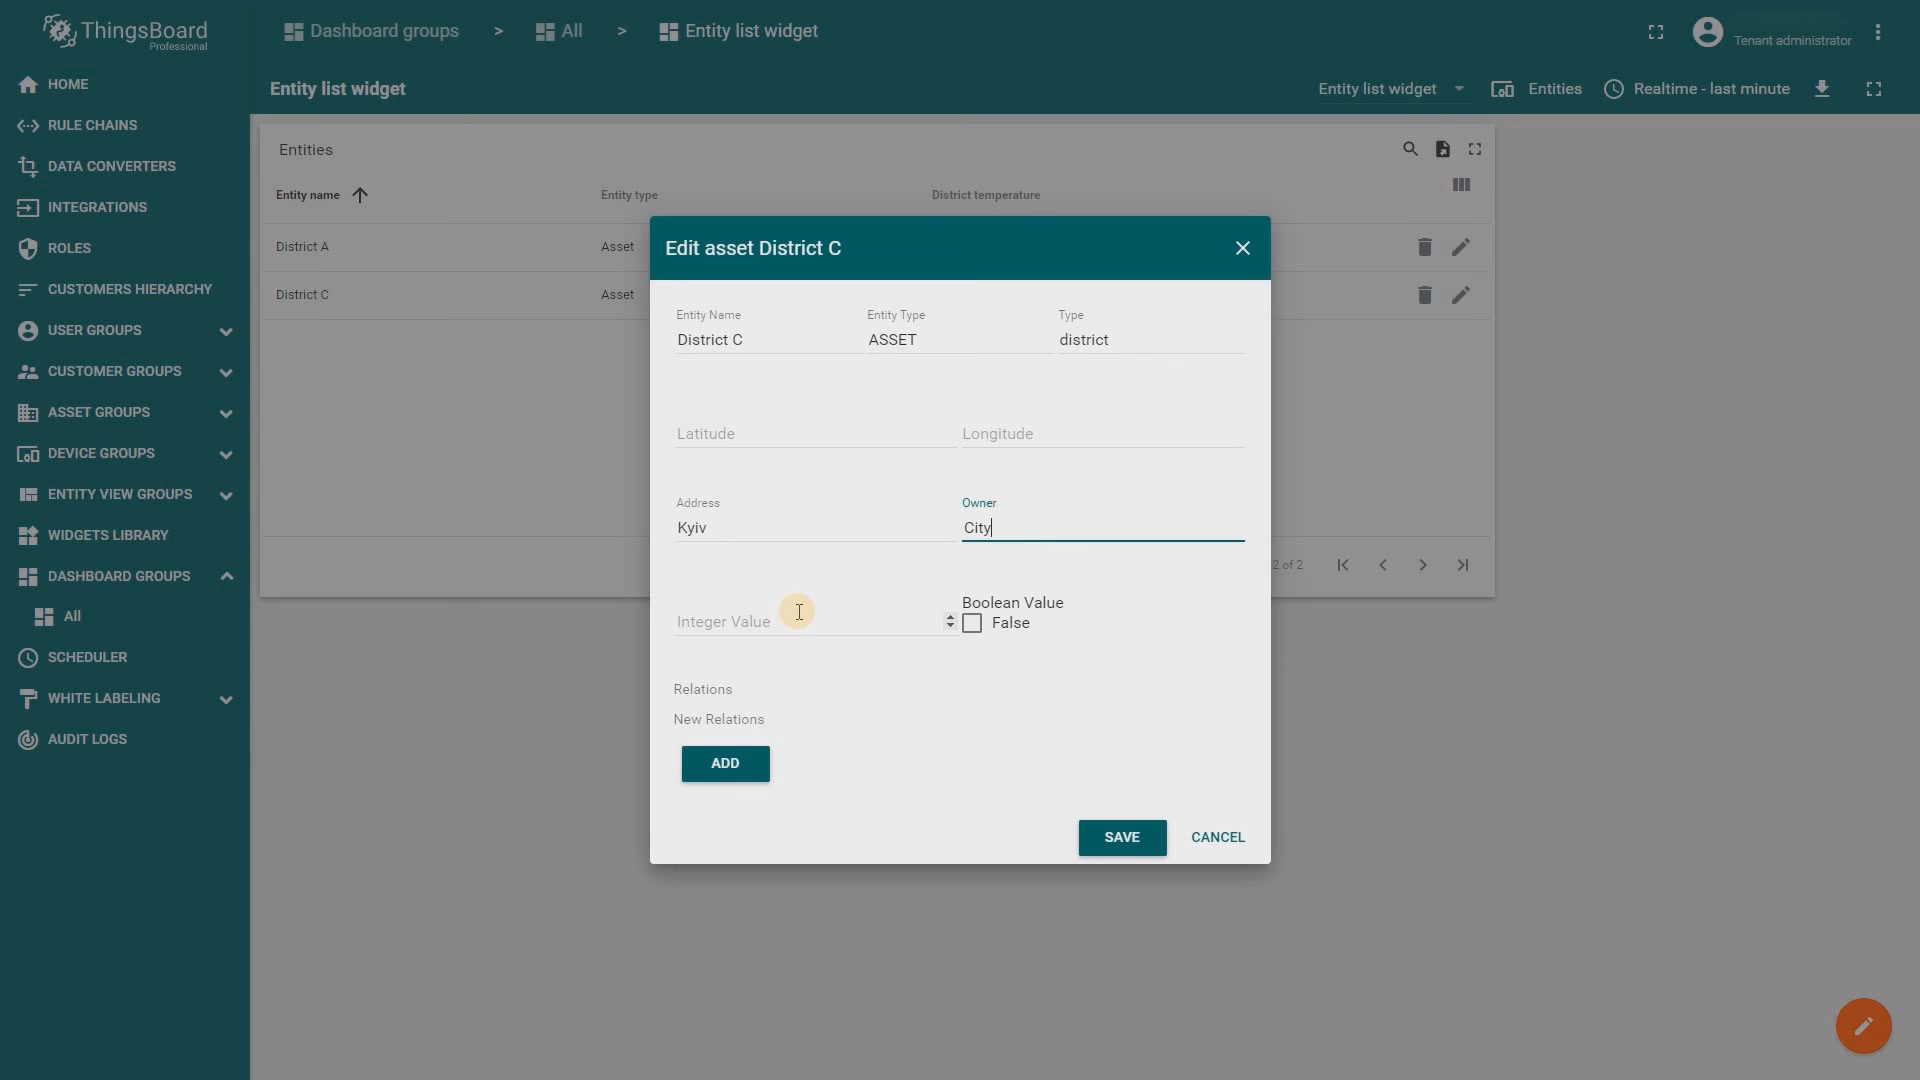 ThingsBoard
Professional
Dashboard groups > All > Entity list widget
Tenant administrator
Entity list widget
Entity list widget
Entities
Realtime - last minute
HOME
RULE CHAINS
DATA CONVERTERS
INTEGRATIONS
ROLES
CUSTOMERS HIERARCHY
USER GROUPS
CUSTOMER GROUPS
ASSET GROUPS
DEVICE GROUPS
ENTITY VIEW GROUPS
WIDGETS LIBRARY
DASHBOARD GROUPS
All
SCHEDULER
WHITE LABELING
AUDIT LOGS
Entities
Entity name Entity type District temperature
District A Asset
District C Asset
2 of 2
Edit asset District C
Entity Name Entity Type Type
District C ASSET district
Latitude Longitude
Address Owner
Kyiv City
Boolean Value
Integer Value False
Relations
New Relations
ADD
SAVE CANCEL